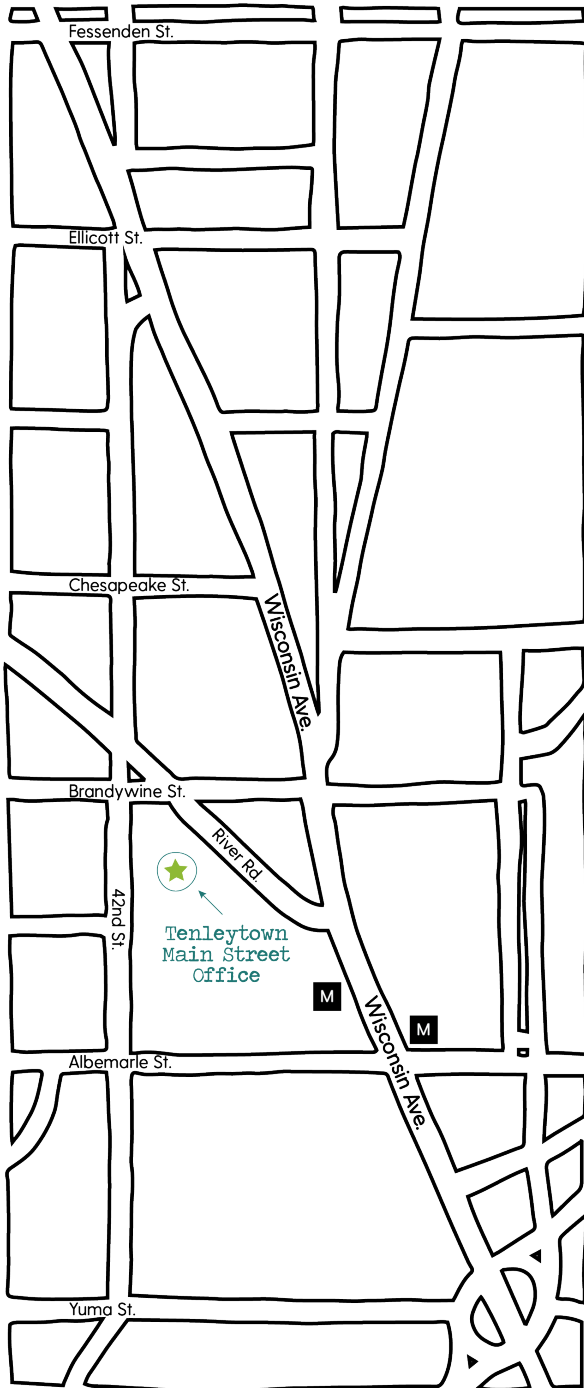 Fessenden St.
Ellicott St.
Chesapeake St.
Wisconsin Ave.
Brandywine St.
River Rd.
42nd St.
Tenleytown
Main Street
Office
M
Wisconsin Ave.
M
Albemarle St.
Yuma St.